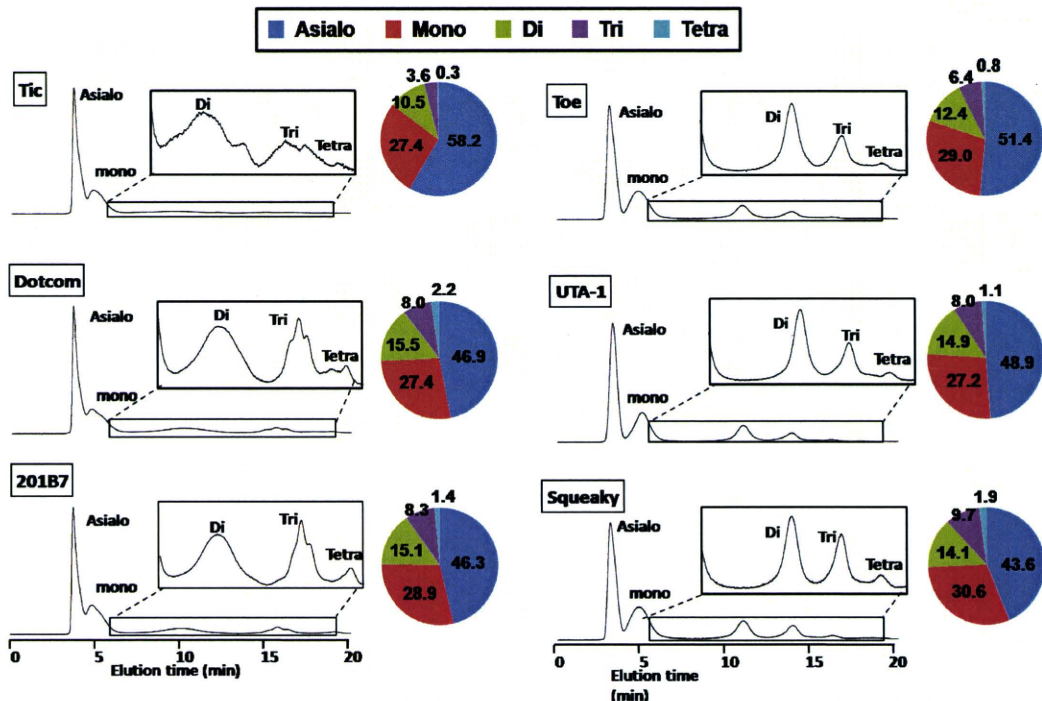 Asialo Mono Di Tri Tetra
Tic
Asialo
mono
Di
Tri
Tetra
3.6 0.3
10.5
27.4
58.2
Toe
Asialo
mono
Di
Tri
Tetra
6.4 0.8
12.4
29.0
51.4
Dotcom
Asialo
mono
Di
Tri
Tetra
8.0 2.2
15.5
27.4
46.9
UTA-1
Asialo
mono
Di
Tri
Tetra
8.0 1.1
14.9
27.2
48.9
201B7
Asialo
mono
Di
Tri
Tetra
8.3 1.4
15.1
28.9
46.3
0 5 10 15 20
Elution time (min)
Squeaky
Asialo
mono
Di
Tri
Tetra
9.7 1.9
14.1
30.6
43.6
0 5 10 15 20
Elution time
(min)